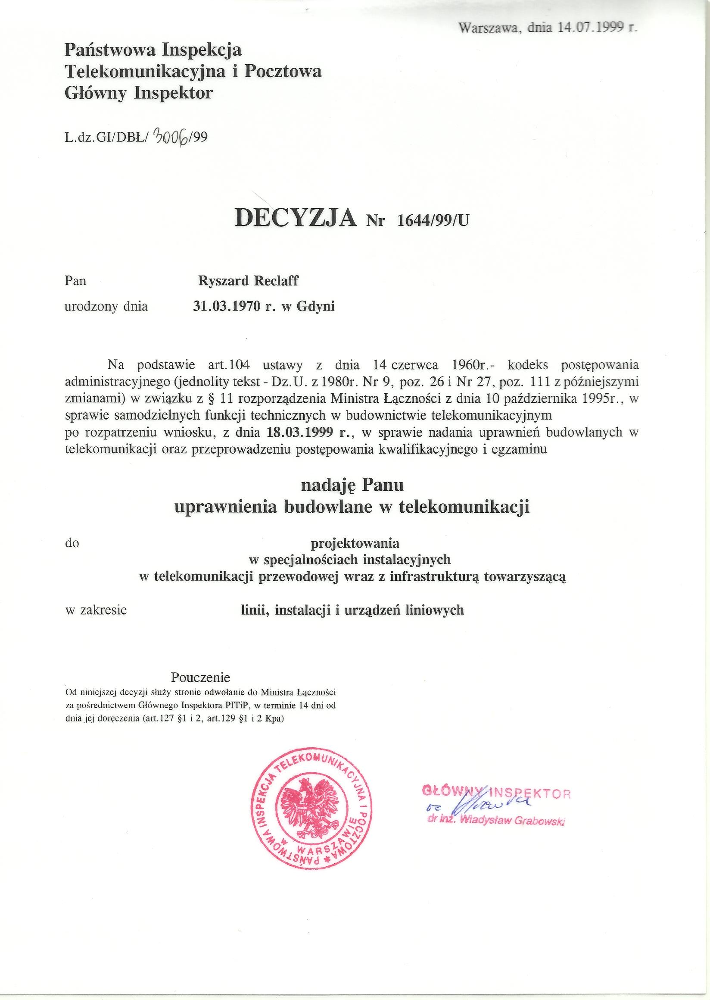 Warszawa, dnia 14.07.1999 r.
Państwowa Inspekcja
Telekomunikacyjna i Pocztowa
Główny Inspektor
L.dz.GI/DBŁ/ 3006/99
DECYZJA Nr 1644/99/U
Pan Ryszard Reclaff
urodzony dnia 31.03.1970 r. w Gdyni
Na podstawie art.104 ustawy z dnia 14 czerwca 1960r.- kodeks postępowania
administracyjnego (jednolity tekst - Dz.U. z 1980r. Nr 9, poz. 26 i Nr 27, poz. 111 z późniejszymi
zmianami) w związku z § 11 rozporządzenia Ministra Łączności z dnia 10 października 1995r., w
sprawie samodzielnych funkcji technicznych w budownictwie telekomunikacyjnym
po rozpatrzeniu wniosku, z dnia 18.03.1999 r., w sprawie nadania uprawnień budowlanych w
telekomunikacji oraz przeprowadzeniu postępowania kwalifikacyjnego i egzaminu
nadaję Panu
uprawnienia budowlane w telekomunikacji
do projektowania
w specjalnościach instalacyjnych
w telekomunikacji przewodowej wraz z infrastrukturą towarzyszącą
w zakresie linii, instalacji i urządzeń liniowych
Pouczenie
Od niniejszej decyzji służy stronie odwołanie do Ministra Łączności
za pośrednictwem Głównego Inspektora PITiP, w terminie 14 dni od
dnia jej doręczenia (art.127 §1 i 2, art.129 §1 i 2 Kpa)
PAŃSTWOWA INSPEKCJA TELEKOMUNIKACYJNA I POCZTOWA *
W WARSZAWIE
GŁÓWNY INSPEKTOR
dr inż. Władysław Grabowski